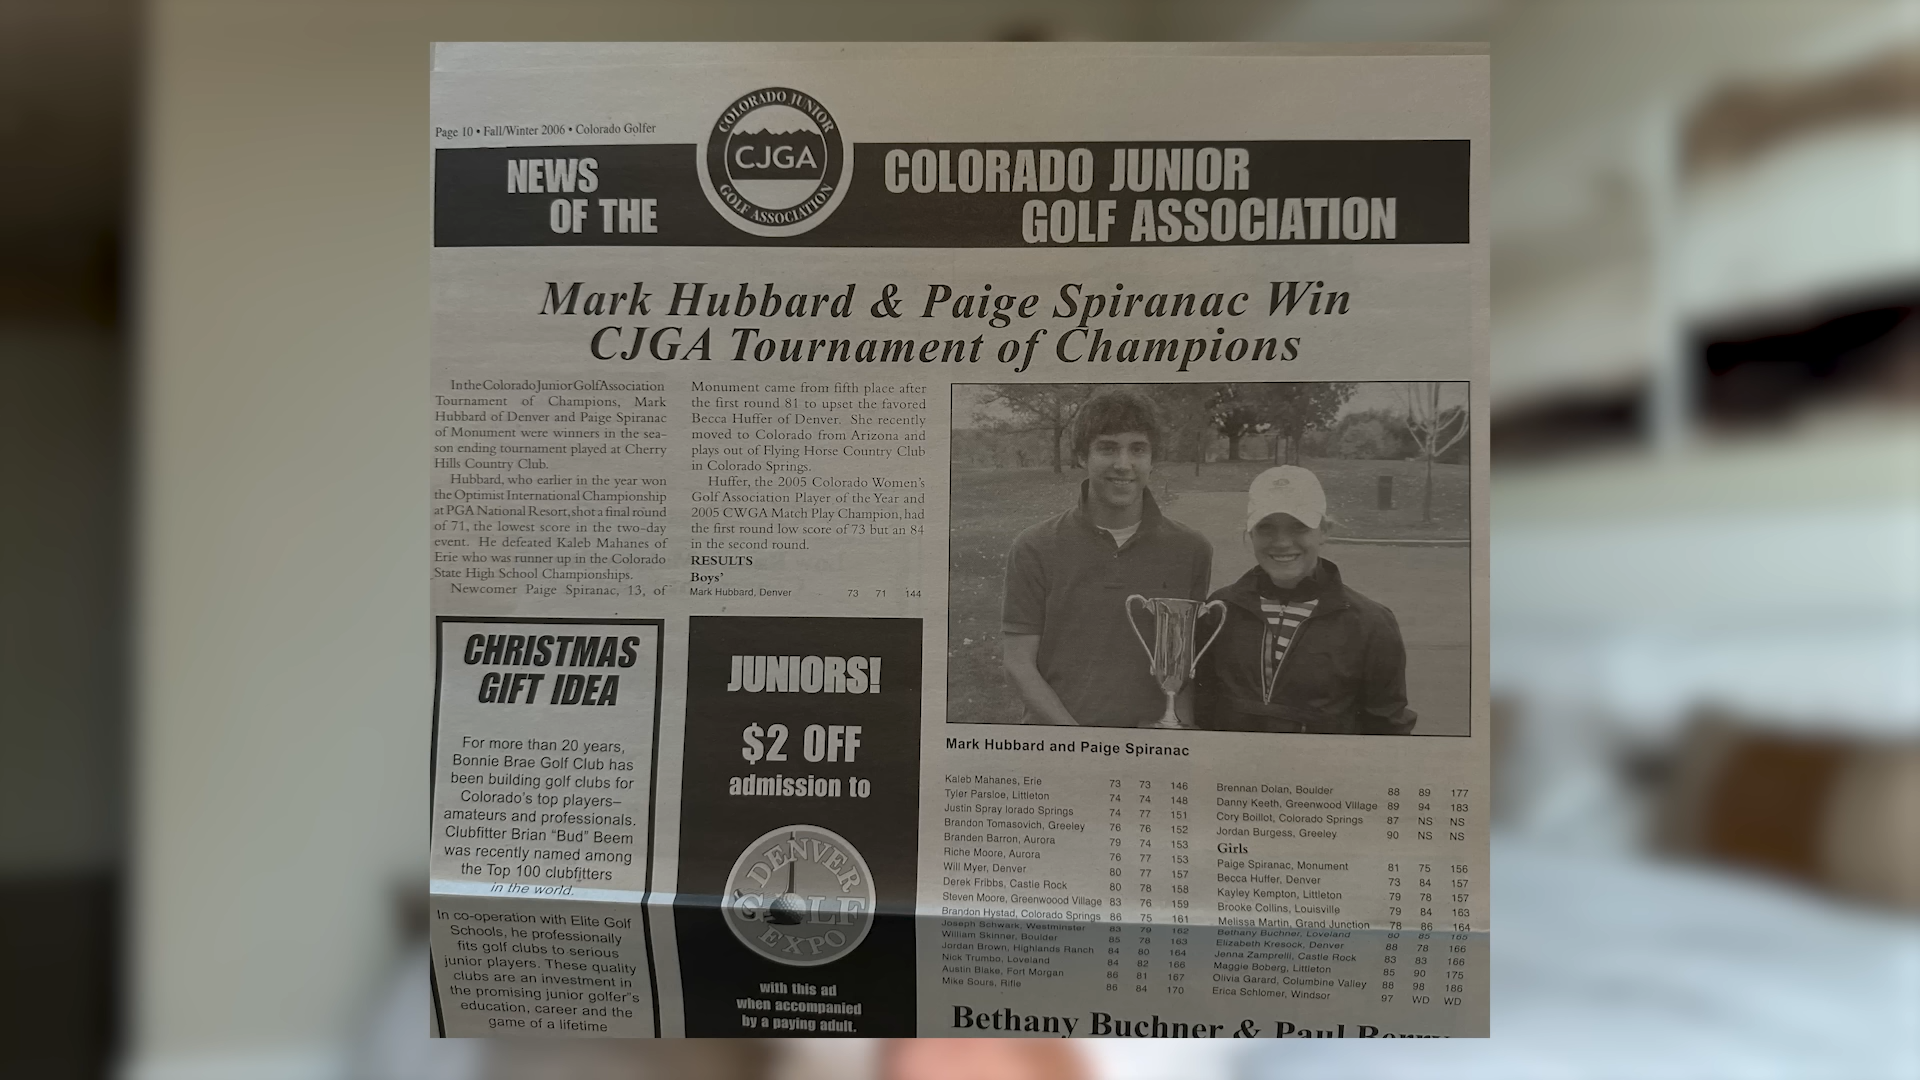 Page 10 • Fall/Winter 2006 • Colorado Golfer
NEWS
OF THE
COLORADO JUNIOR
CJGA
GOLF ASSOCIATION
COLORADO JUNIOR
GOLF ASSOCIATION
Mark Hubbard & Paige Spiranac Win
CJGA Tournament of Champions
In the Colorado Junior Golf Association
Tournament of Champions, Mark
Hubbard of Denver and Paige Spiranac
of Monument were winners in the sea-
son ending tournament played at Cherry
Hills Country Club.
Hubbard, who earlier in the year won
the Optimist International Championship
at PGA National Resort, shot a final round
of 71, the lowest score in the two-day
event. He defeated Kaleb Mahanes of
Erie who was runner up in the Colorado
State High School Championships.
Newcomer Paige Spiranac, 13, of
Monument came from fifth place after
the first round 81 to upset the favored
Becca Huffer of Denver. She recently
moved to Colorado from Arizona and
plays out of Flying Horse Country Club
in Colorado Springs.
Huffer, the 2005 Colorado Women's
Golf Association Player of the Year and
2005 CWGA Match Play Champion, had
the first round low score of 73 but an 84
in the second round.
RESULTS
Boys'
Mark Hubbard, Denver 73 71 144
CHRISTMAS
GIFT IDEA
For more than 20 years,
Bonnie Brae Golf Club has
been building golf clubs for
Colorado's top players–
amateurs and professionals.
Clubfitter Brian "Bud" Beem
was recently named among
the Top 100 clubfitters
in the world.
In co-operation with Elite Golf
Schools, he professionally
fits golf clubs to serious
junior players. These quality
clubs are an investment in
the promising junior golfer"s
education, career and the
game of a lifetime
JUNIORS!
$2 OFF
admission to
DENVER
GOLF
EXPO
with this ad
when accompanied
by a paying adult.
Mark Hubbard and Paige Spiranac
Kaleb Mahanes, Erie 73 73 146
Tyler Parsloe, Littleton 74 74 148
Justin Spray lorado Springs 74 77 151
Brandon Tomasovich, Greeley 76 76 152
Branden Barron, Aurora 79 74 153
Riche Moore, Aurora 76 77 153
Will Myer, Denver 80 77 157
Derek Fribbs, Castle Rock 80 78 158
Steven Moore, Greenwoood Village 83 76 159
Brandon Hystad, Colorado Springs 86 75 161
Joseph Schwark, Westminster 83 79 162
William Skinner, Boulder 85 78 163
Jordan Brown, Highlands Ranch 84 80 164
Nick Trumbo, Loveland 84 82 166
Austin Blake, Fort Morgan 86 81 167
Mike Sours, Rifle 86 84 170
Brennan Dolan, Boulder 88 89 177
Danny Keeth, Greenwood Village 89 94 183
Cory Boillot, Colorado Springs 87 NS NS
Jordan Burgess, Greeley 90 NS NS
Girls
Paige Spiranac, Monument 81 75 156
Becca Huffer, Denver 73 84 157
Kayley Kempton, Littleton 79 78 157
Brooke Collins, Louisville 79 84 163
Melissa Martin, Grand Junction 78 86 164
Bethany Buchner, Loveland 80 85 165
Elizabeth Kresock, Denver 88 78 166
Jenna Zamprelli, Castle Rock 83 83 166
Maggie Boberg, Littleton 85 90 175
Olivia Garard, Columbine Valley 88 98 186
Erica Schlomer, Windsor 97 WD WD
Bethany Buchner & Paul Berry